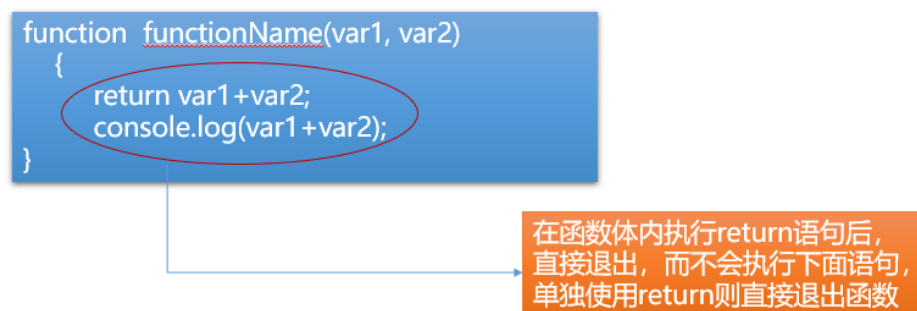 function functionName(var1, var2)
{
return var1+var2;
console.log(var1+var2);
}
在函数体内执行return语句后，
直接退出，而不会执行下面语句，
单独使用return则直接退出函数